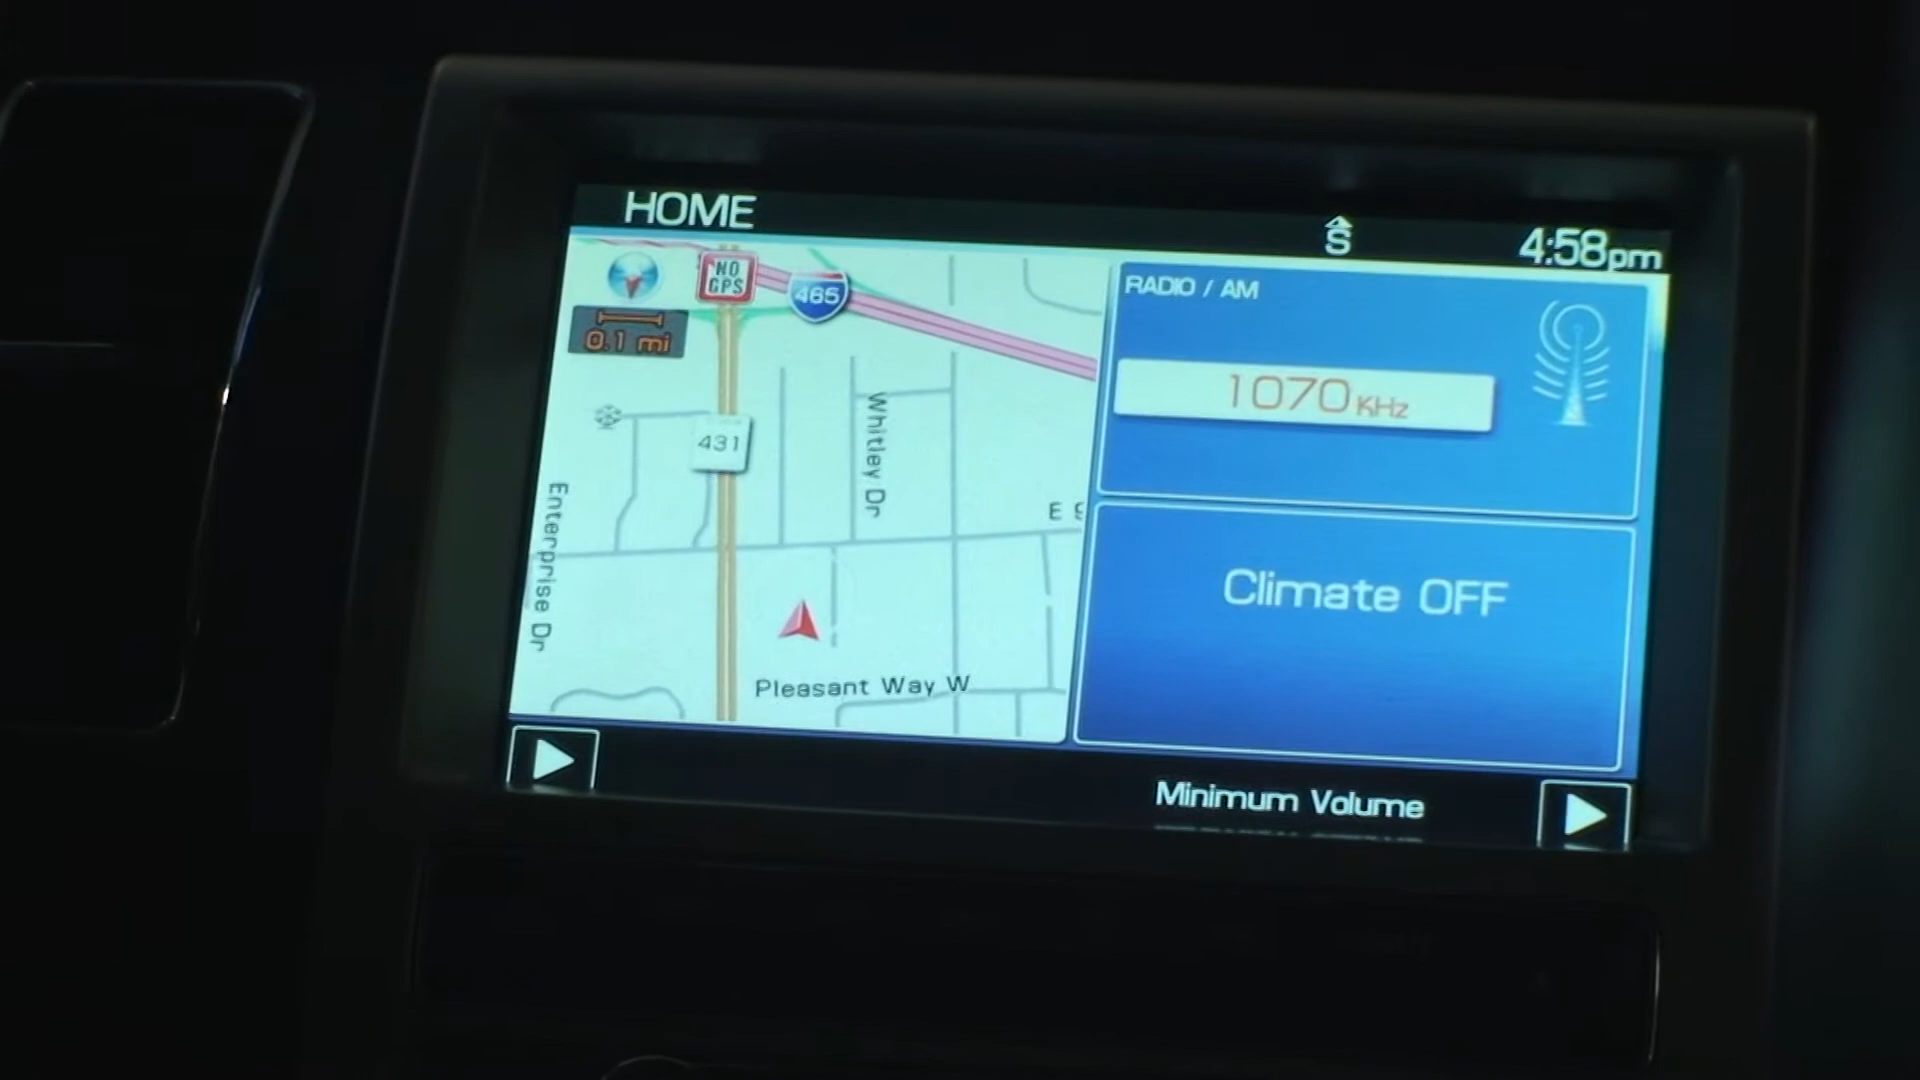 HOME
S
4:58pm
NO
GPS
465
0.1 mi
RADIO / AM
1070 KHz
431
Whitley Dr
Enterprise Dr
E 9
Climate OFF
Pleasant Way W
Minimum Volume